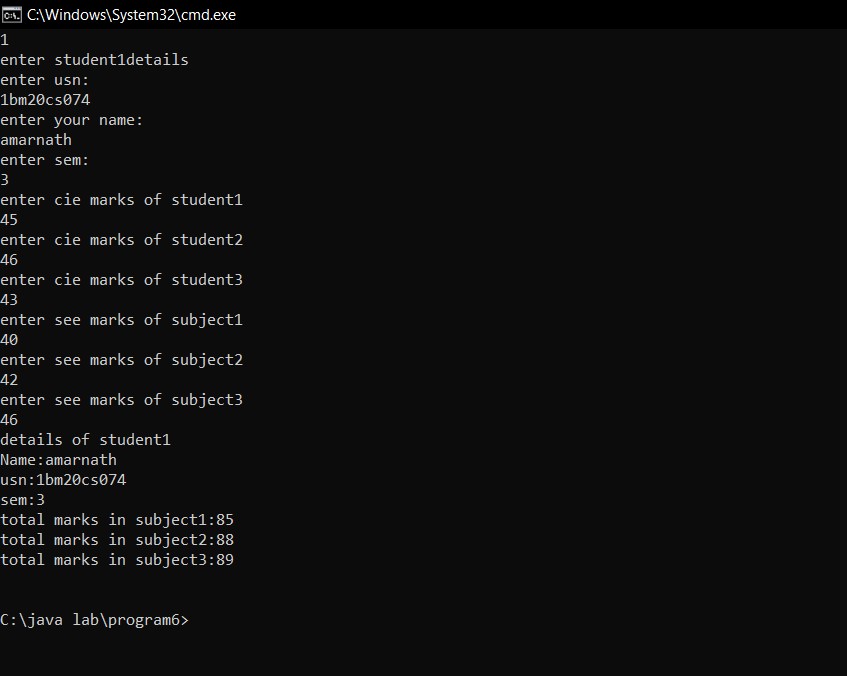 C:\Windows\System32\cmd.exe
1
enter student1details
enter usn:
1bm20cs074
enter your name:
amarnath
enter sem:
3
enter cie marks of student1
45
enter cie marks of student2
46
enter cie marks of student3
43
enter see marks of subject1
40
enter see marks of subject2
42
enter see marks of subject3
46
details of student1
Name:amarnath
usn:1bm20cs074
sem:3
total marks in subject1:85
total marks in subject2:88
total marks in subject3:89
C:\java lab\program6>